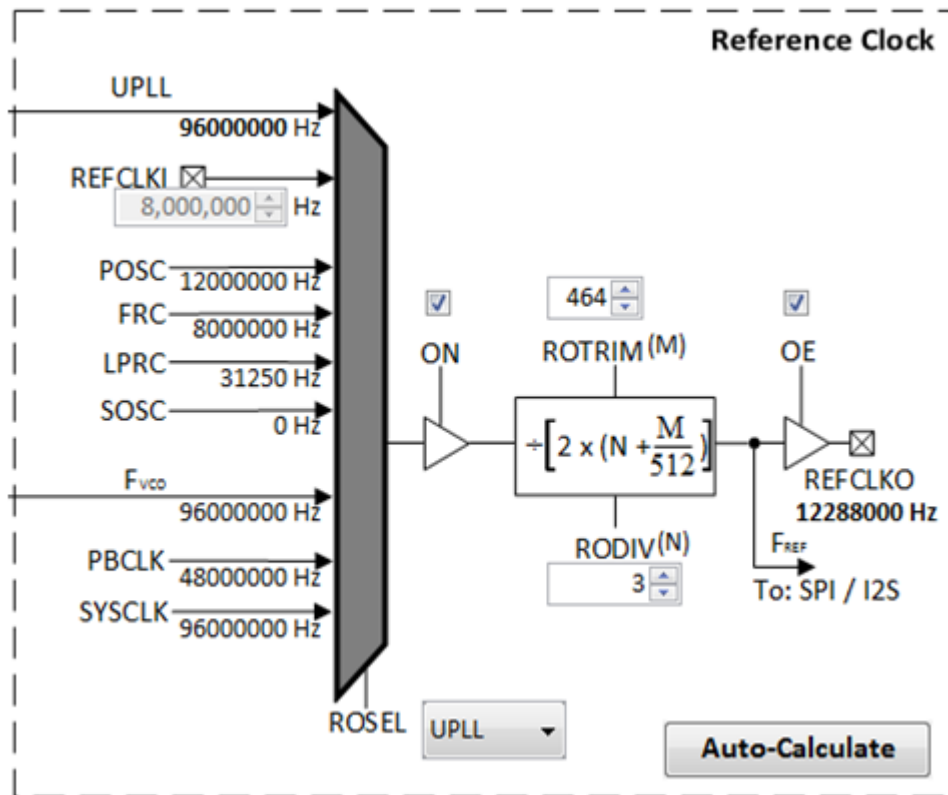 Reference Clock
UPLL
96000000 Hz
REFCLKI
8,000,000 Hz
POSC
12000000 Hz
FRC
8000000 Hz
LPRC
31250 Hz
SOSC
0 Hz
Fvco
96000000 Hz
PBCLK
48000000 Hz
SYSCLK
96000000 Hz
ROSEL
UPLL
ON
464
ROTRIM (M)
÷[2 x (N + M/512)]
RODIV(N)
3
OE
REFCLKO
12288000 Hz
FREF
To: SPI / I2S
Auto-Calculate